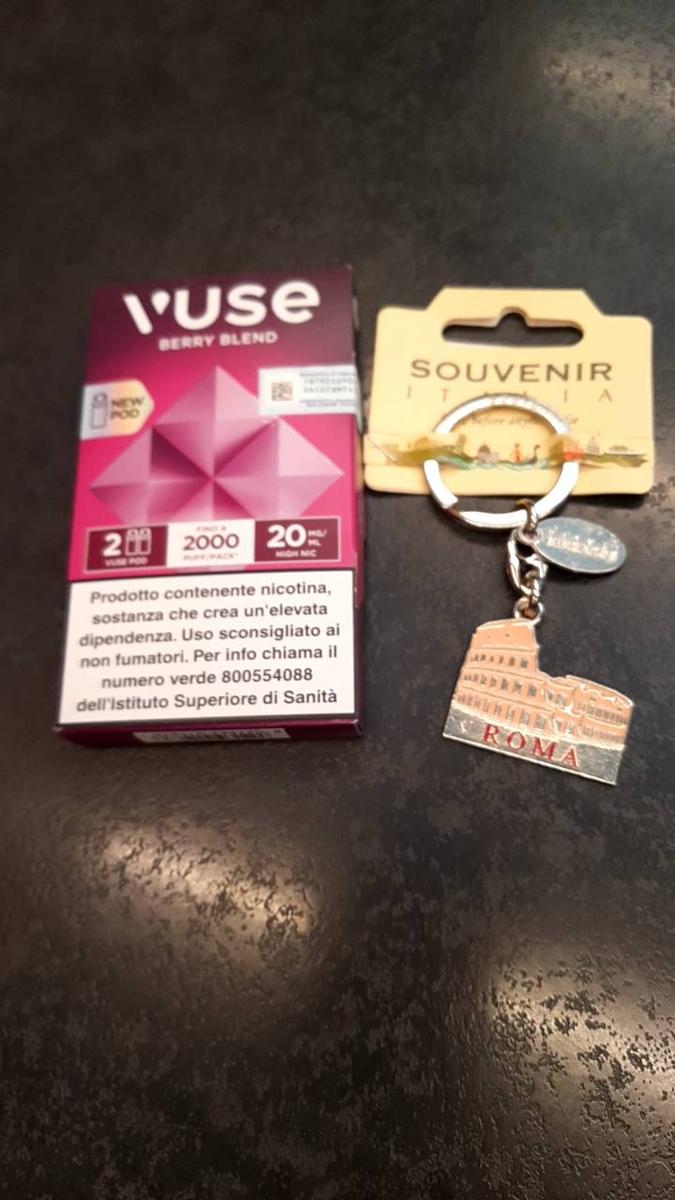 vuse
BERRY BLEND
NEW
POD
2
VUSE POD
FINO A
2000
PUFF/PACK*
20 MG/
ML
HIGH NIC
Prodotto contenente nicotina,
sostanza che crea un'elevata
dipendenza. Uso sconsigliato ai
non fumatori. Per info chiama il
numero verde 800554088
dell'Istituto Superiore di Sanità
SOUVENIR
ITALIA
before
ROMA